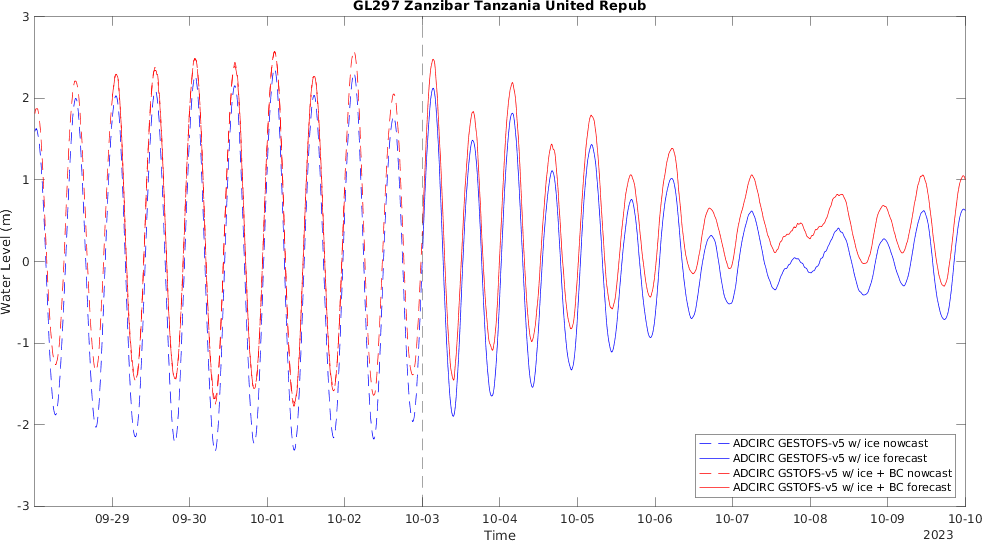 GL297 Zanzibar Tanzania United Repub
3
2
1
0
-1
-2
-3
Water Level (m)
ADCIRC GESTOFS-v5 w/ ice nowcast
ADCIRC GESTOFS-v5 w/ ice forecast
ADCIRC GSTOFS-v5 w/ ice + BC nowcast
ADCIRC GSTOFS-v5 w/ ice + BC forecast
09-29 09-30 10-01 10-02 10-03 10-04 10-05 10-06 10-07 10-08 10-09 10-10
Time 2023